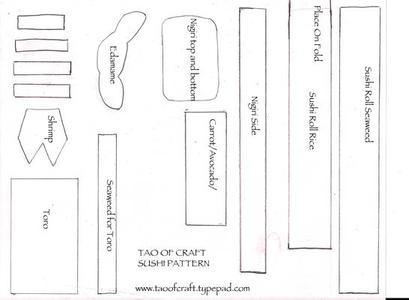 Edamame
Nigiri top and bottom
Nigiri Side
Place On Fold
Sushi Roll Rice
Sushi Roll Seaweed
Shrimp
Carrot/Avocado/
Toro
Seaweed for Toro
TAO OF CRAFT
SUSHI PATTERN
www.taoofcraft.typepad.com